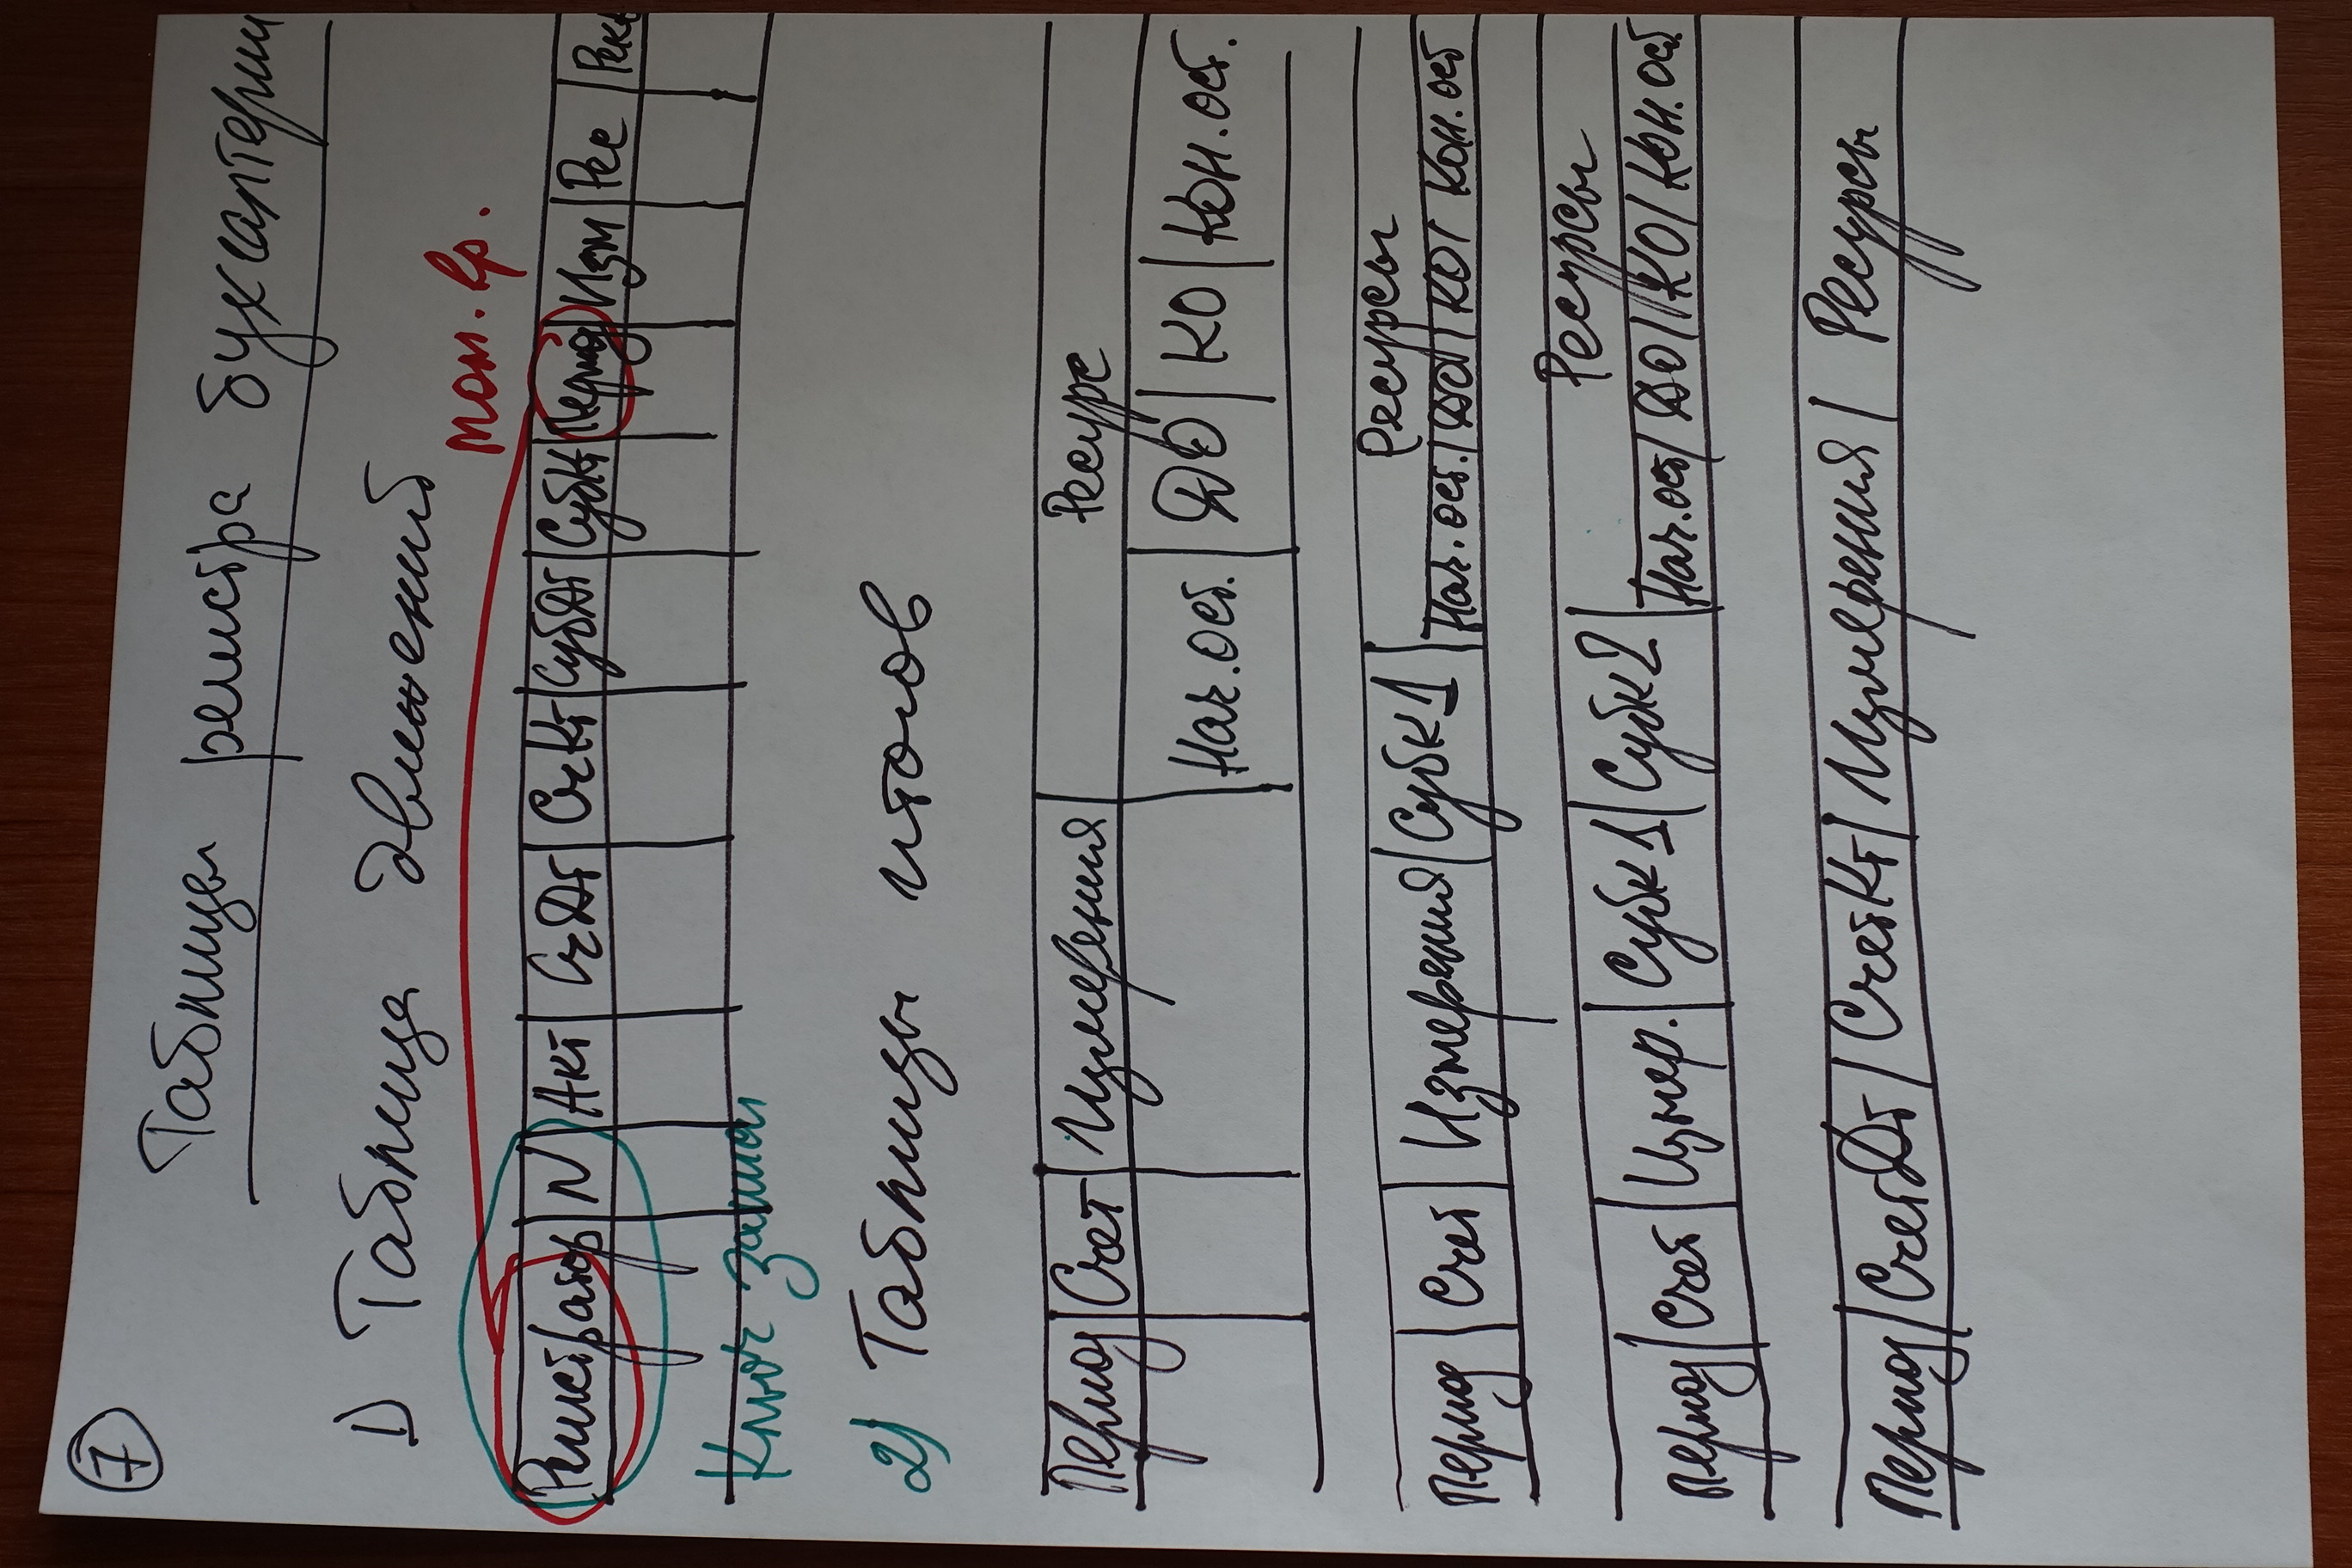 7
Таблицы регистра бухгалтерии
1) Таблица движений
мом. вр.
Регистратор N Акт СчДт СчКт СубДт СубКт Период Изм Рес Рекв
Ключ записи
2) Таблицы итогов
Период Счет Измерения Ресурс
Нач.ост. ДО КО Кон.ост.
Ресурсы
Период Счет Измерения Субк1 Нач.ост. ДО КО Кон.ост
Ресурсы
Период Счет Измер. Субк1 Субк2 Нач.ост ДО КО Кон.ост.
Период СчетДт СчетКт Измерения Ресурсы